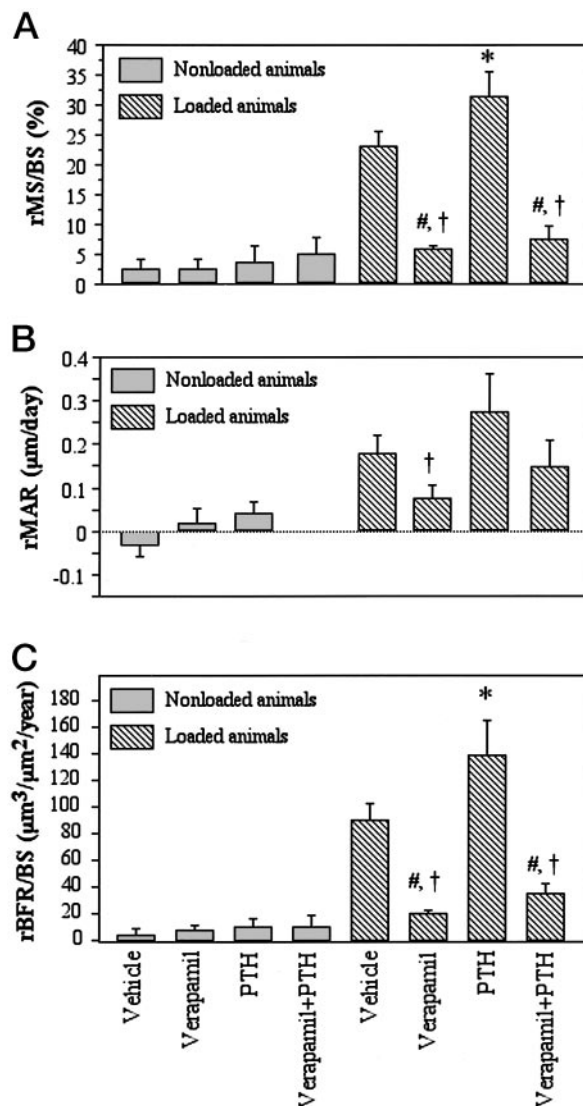 A
rMS/BS (%)
40
35
30
25
20
15
10
5
0
Nonloaded animals
Loaded animals
*
#, †
#, †
B
rMAR (μm/day)
0.4
0.3
0.2
0.1
0
-0.1
Nonloaded animals
Loaded animals
†
C
rBFR/BS (μm³/μm²/year)
180
160
140
120
100
80
60
40
20
0
Nonloaded animals
Loaded animals
*
#, †
#, †
Vehicle
Verapamil
PTH
Verapamil+PTH
Vehicle
Verapamil
PTH
Verapamil+PTH